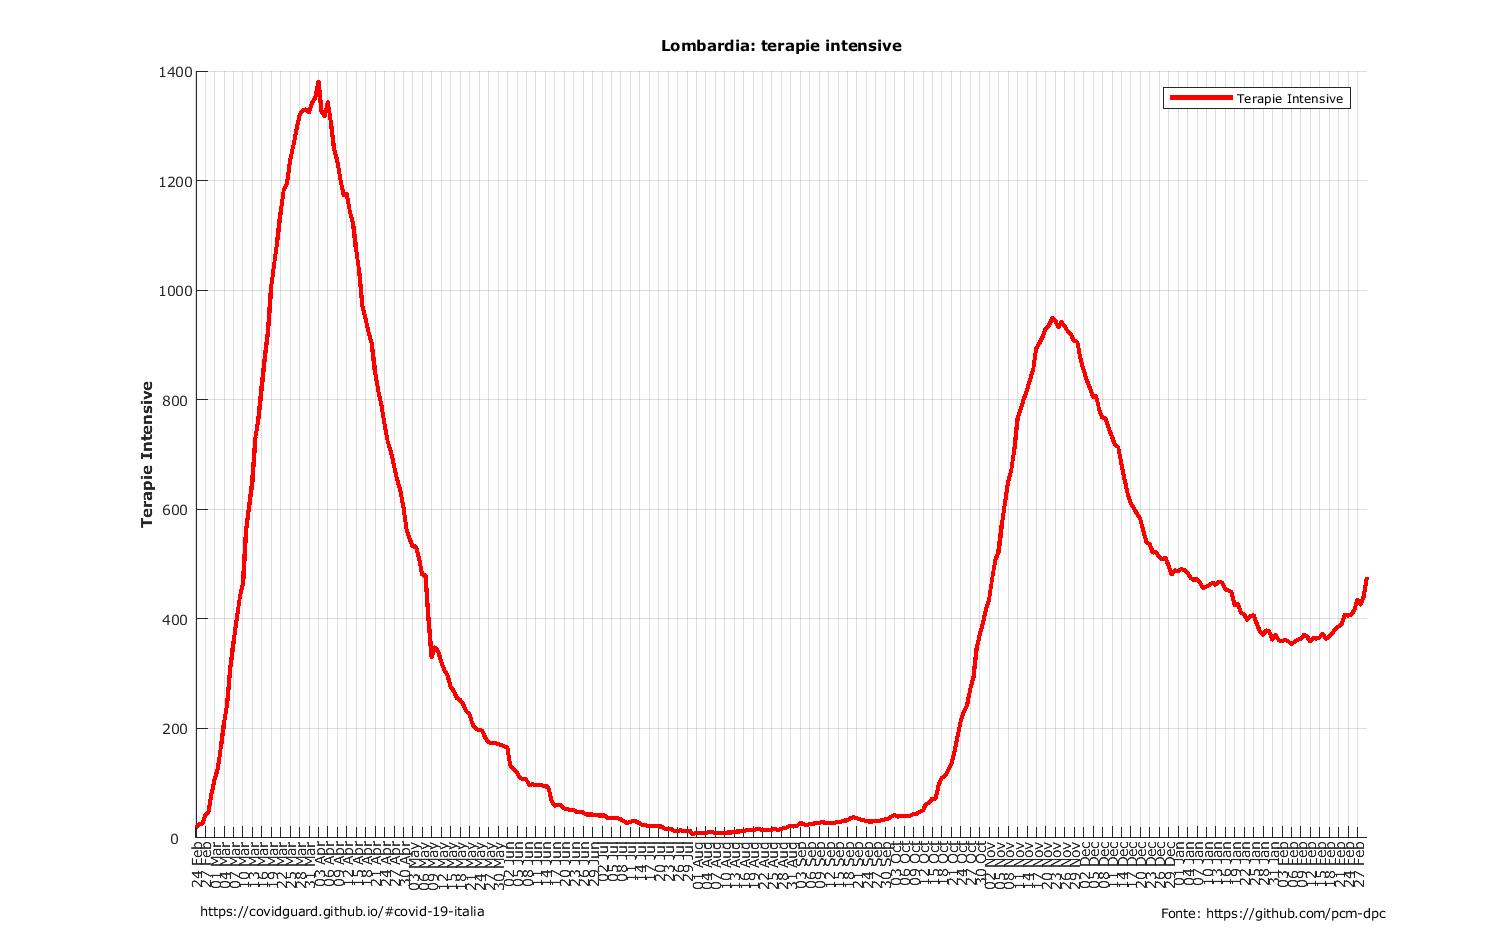 Lombardia: terapie intensive
Terapie Intensive
1400
1200
1000
800
600
400
200
0
Terapie Intensive
24 Feb
27 Feb
01 Mar
04 Mar
07 Mar
10 Mar
13 Mar
16 Mar
19 Mar
22 Mar
25 Mar
28 Mar
31 Mar
03 Apr
06 Apr
09 Apr
12 Apr
15 Apr
18 Apr
21 Apr
24 Apr
27 Apr
30 Apr
03 May
06 May
09 May
12 May
15 May
18 May
21 May
24 May
27 May
30 May
02 Jun
05 Jun
08 Jun
11 Jun
14 Jun
17 Jun
20 Jun
23 Jun
26 Jun
29 Jun
02 Jul
05 Jul
08 Jul
11 Jul
14 Jul
17 Jul
20 Jul
23 Jul
26 Jul
29 Jul
01 Aug
04 Aug
07 Aug
10 Aug
13 Aug
16 Aug
19 Aug
22 Aug
25 Aug
28 Aug
31 Aug
03 Sep
06 Sep
09 Sep
12 Sep
15 Sep
18 Sep
21 Sep
24 Sep
27 Sep
30 Sep
03 Oct
06 Oct
09 Oct
12 Oct
15 Oct
18 Oct
21 Oct
24 Oct
27 Oct
30 Oct
02 Nov
05 Nov
08 Nov
11 Nov
14 Nov
17 Nov
20 Nov
23 Nov
26 Nov
29 Nov
02 Dec
05 Dec
08 Dec
11 Dec
14 Dec
17 Dec
20 Dec
23 Dec
26 Dec
29 Dec
01 Jan
04 Jan
07 Jan
10 Jan
13 Jan
16 Jan
19 Jan
22 Jan
25 Jan
28 Jan
31 Jan
03 Feb
06 Feb
09 Feb
12 Feb
15 Feb
18 Feb
21 Feb
24 Feb
27 Feb
https://covidguard.github.io/#covid-19-italia
Fonte: https://github.com/pcm-dpc